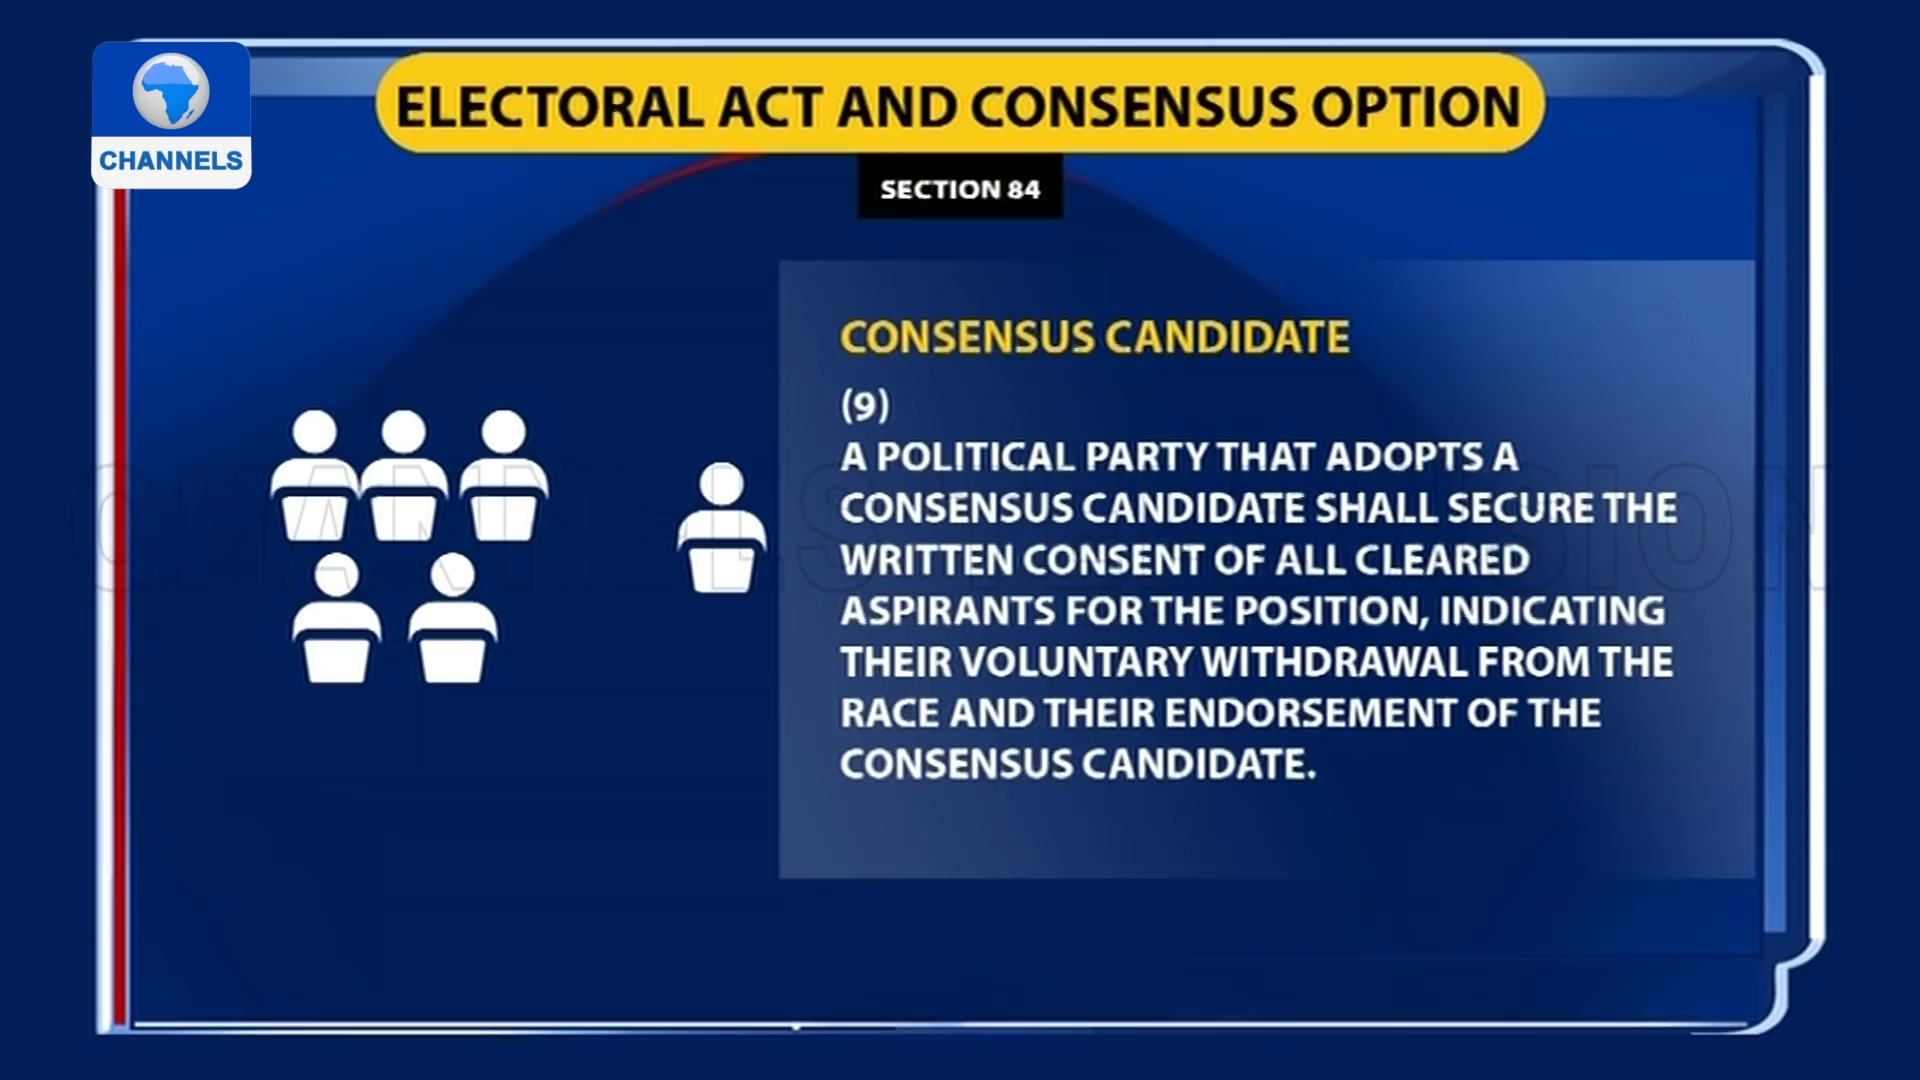 CHANNELS
ELECTORAL ACT AND CONSENSUS OPTION
SECTION 84
CONSENSUS CANDIDATE
(9)
A POLITICAL PARTY THAT ADOPTS A
CONSENSUS CANDIDATE SHALL SECURE THE
WRITTEN CONSENT OF ALL CLEARED
ASPIRANTS FOR THE POSITION, INDICATING
THEIR VOLUNTARY WITHDRAWAL FROM THE
RACE AND THEIR ENDORSEMENT OF THE
CONSENSUS CANDIDATE.
CHANNELS TELEVISION